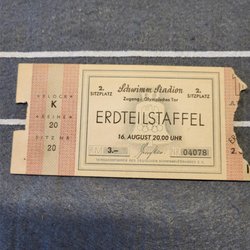 BLOCK
K
REIHE
20
SITZ NR.
20
2.
SITZPLATZ
Schwimm Stadion
Zugang: Olympisches Tor
2.
SITZPLATZ
ERDTEILSTAFFEL
16. AUGUST 20.00 UHR
3.–
04078